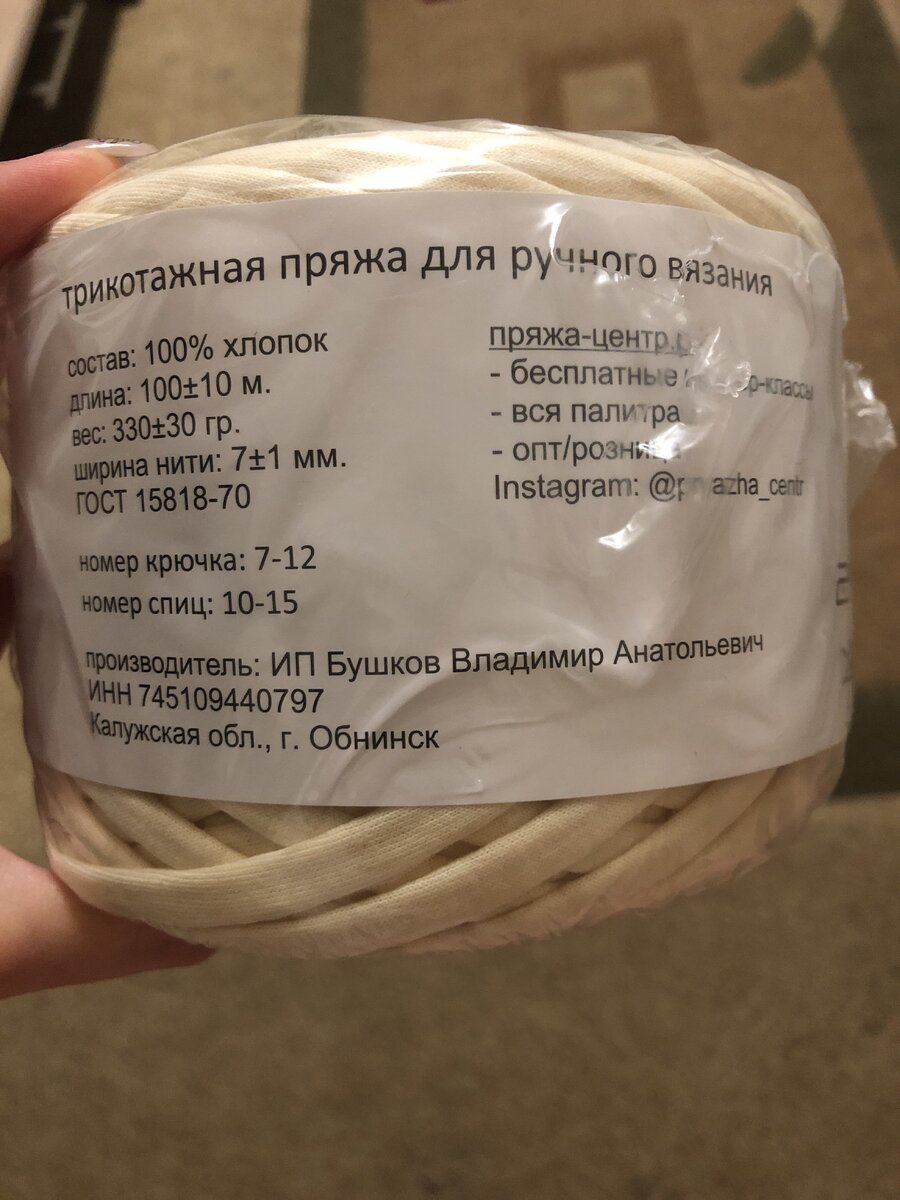 трикотажная пряжа для ручного вязания
состав: 100% хлопок
длина: 100±10 м.
вес: 330±30 гр.
ширина нити: 7±1 мм.
ГОСТ 15818-70
номер крючка: 7-12
номер спиц: 10-15
пряжа-центр.
- бесплатные
- вся палитра
- опт/розница
Instagram:
производитель: ИП Бушков Владимир Анатольевич
ИНН 745109440797
Калужская обл., г. Обнинск